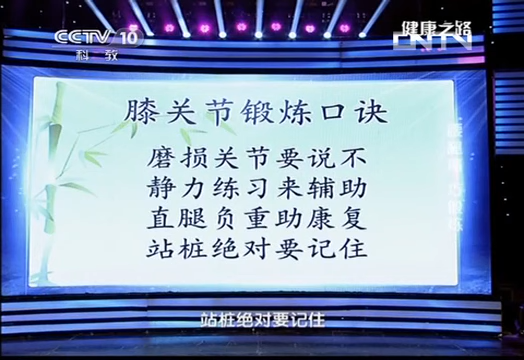 CCTV 10
科教
健康之路
CNTV
膝关节锻炼口诀
磨损关节要说不
静力练习来辅助
直腿负重助康复
站桩绝对要记住
站桩绝对要记住